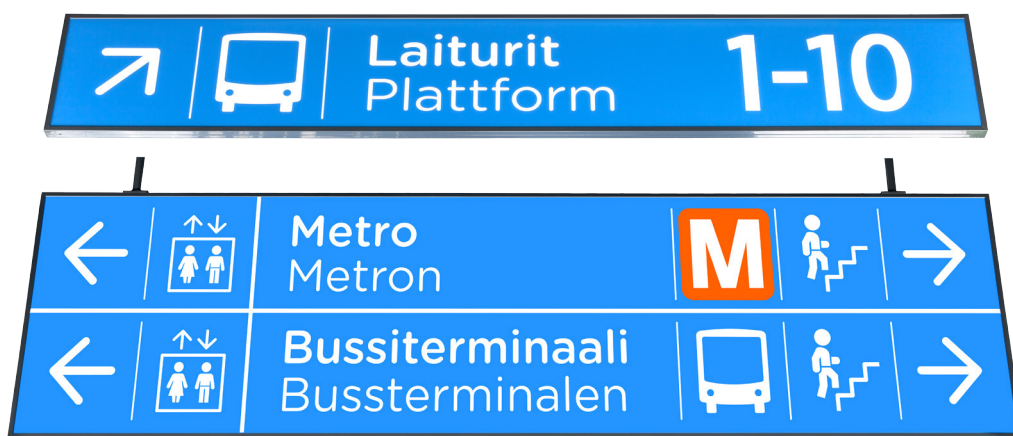 Laiturit
Plattform
1-10
Metro
Metron
M
Bussiterminaali
Bussterminalen